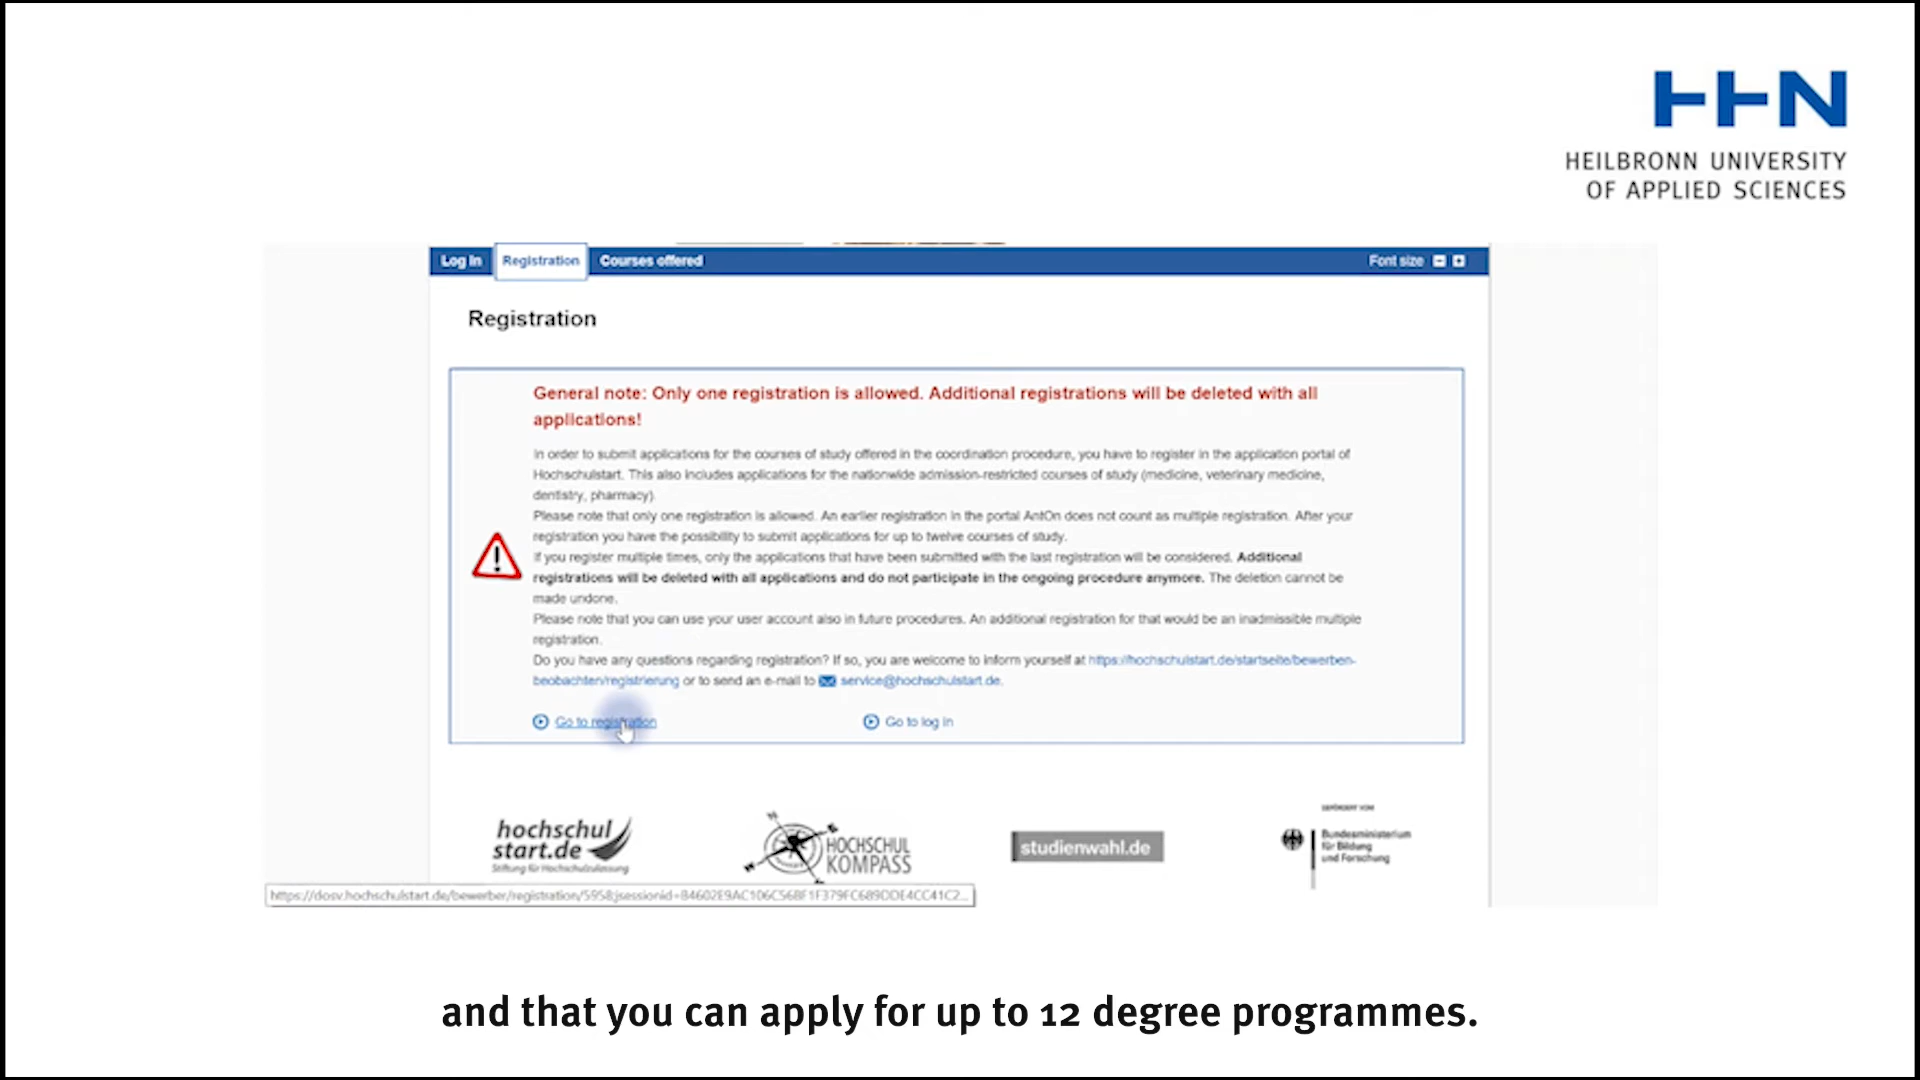 HHN
HEILBRONN UNIVERSITY
OF APPLIED SCIENCES
Log In Registration Courses offered Font size
Registration
General note: Only one registration is allowed. Additional registrations will be deleted with all
applications!
In order to submit applications for the courses of study offered in the coordination procedure, you have to register in the application portal of
Hochschulstart. This also includes applications for the nationwide admission-restricted courses of study (medicine, veterinary medicine,
dentistry, pharmacy)
Please note that only one registration is allowed. An earlier registration in the portal AntOn does not count as multiple registration. After your
registration you have the possibility to submit applications for up to twelve courses of study.
If you register multiple times, only the applications that have been submitted with the last registration will be considered. Additional
registrations will be deleted with all applications and do not participate in the ongoing procedure anymore. The deletion cannot be
made undone.
Please note that you can use your user account also in future procedures. An additional registration for that would be an inadmissible multiple
registration.
Do you have any questions regarding registration? If so, you are welcome to inform yourself at https://hochschulstart.de/startseite/bewerben-
beobachten/registrierung or to send an e-mail to service@hochschulstart.de.
Go to registration Go to log in
hochschul
start.de
Stiftung für Hochschulzulassung
HOCHSCHUL
KOMPASS
studienwahl.de
GEFÖRDERT VOM
Bundesministerium
für Bildung
und Forschung
and that you can apply for up to 12 degree programmes.